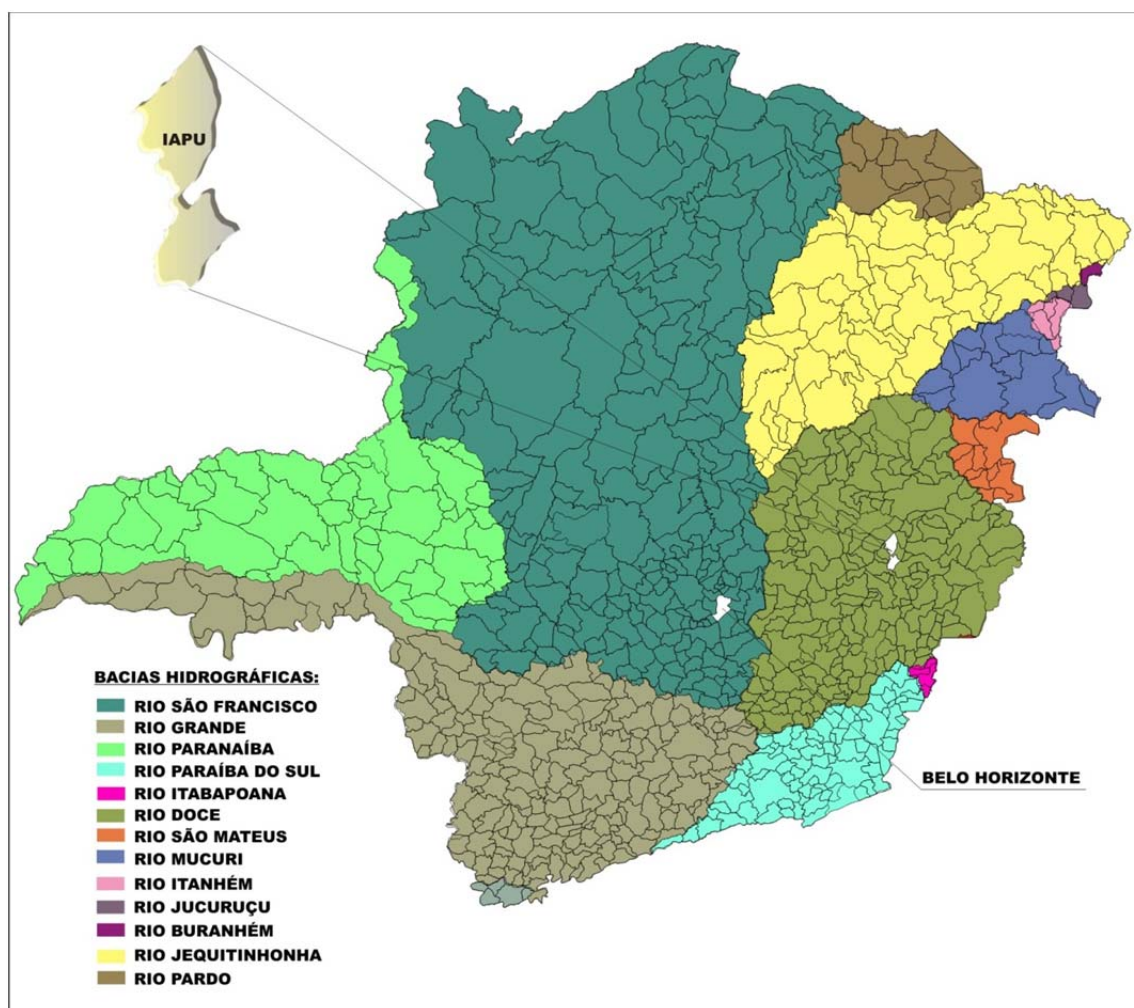 IAPU
BACIAS HIDROGRÁFICAS:
RIO SÃO FRANCISCO
RIO GRANDE
RIO PARANAÍBA
RIO PARAÍBA DO SUL
RIO ITABAPOANA
RIO DOCE
RIO SÃO MATEUS
RIO MUCURI
RIO ITANHÉM
RIO JUCURUÇU
RIO BURANHÉM
RIO JEQUITINHONHA
RIO PARDO
BELO HORIZONTE